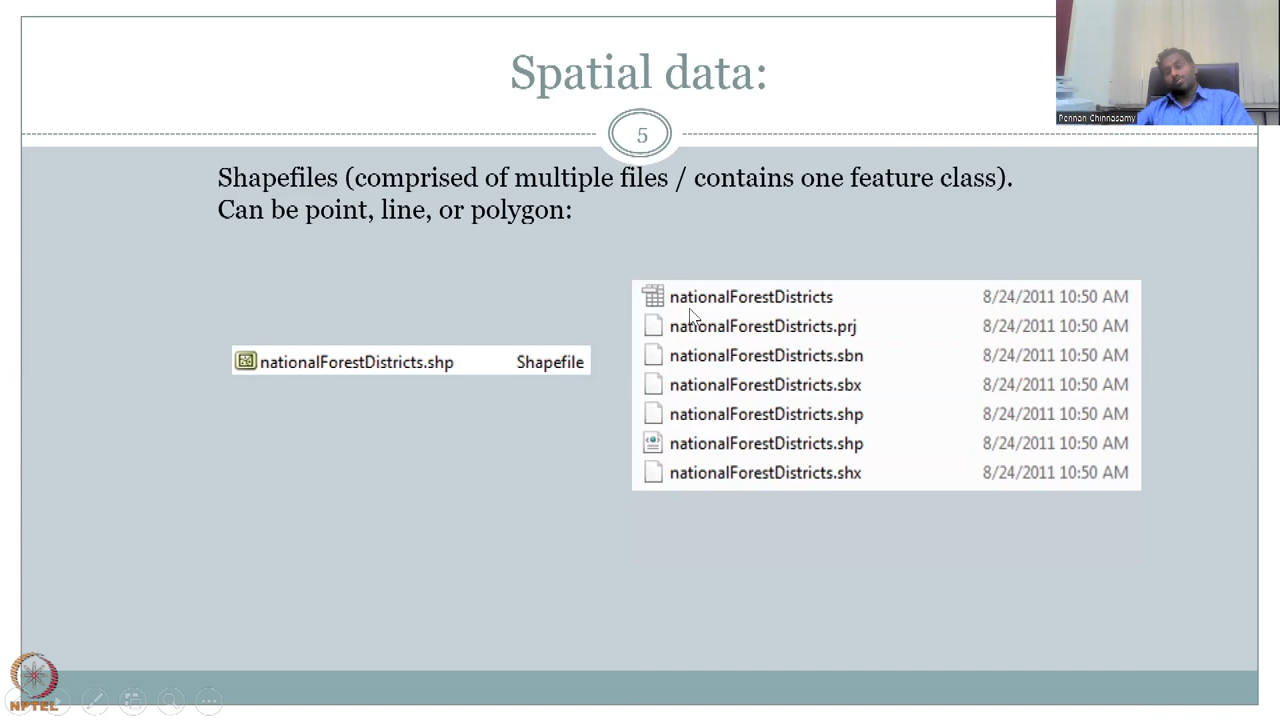 Spatial data:
Pennan Chinnasamy
5
Shapefiles (comprised of multiple files / contains one feature class).
Can be point, line, or polygon:
nationalForestDistricts.shp Shapefile
nationalForestDistricts 8/24/2011 10:50 AM
nationalForestDistricts.prj 8/24/2011 10:50 AM
nationalForestDistricts.sbn 8/24/2011 10:50 AM
nationalForestDistricts.sbx 8/24/2011 10:50 AM
nationalForestDistricts.shp 8/24/2011 10:50 AM
nationalForestDistricts.shp 8/24/2011 10:50 AM
nationalForestDistricts.shx 8/24/2011 10:50 AM
NPTEL